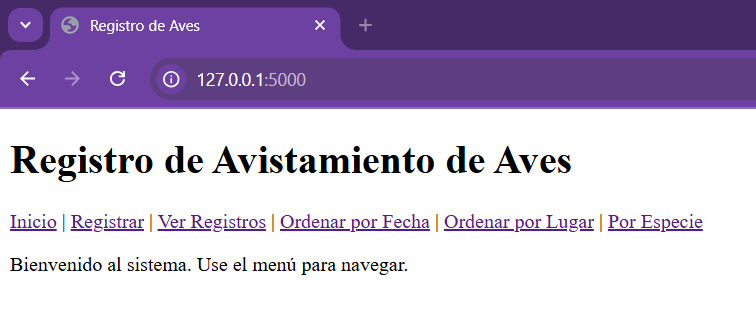 Registro de Aves
127.0.0.1:5000
Registro de Avistamiento de Aves
Inicio | Registrar | Ver Registros | Ordenar por Fecha | Ordenar por Lugar | Por Especie
Bienvenido al sistema. Use el menú para navegar.